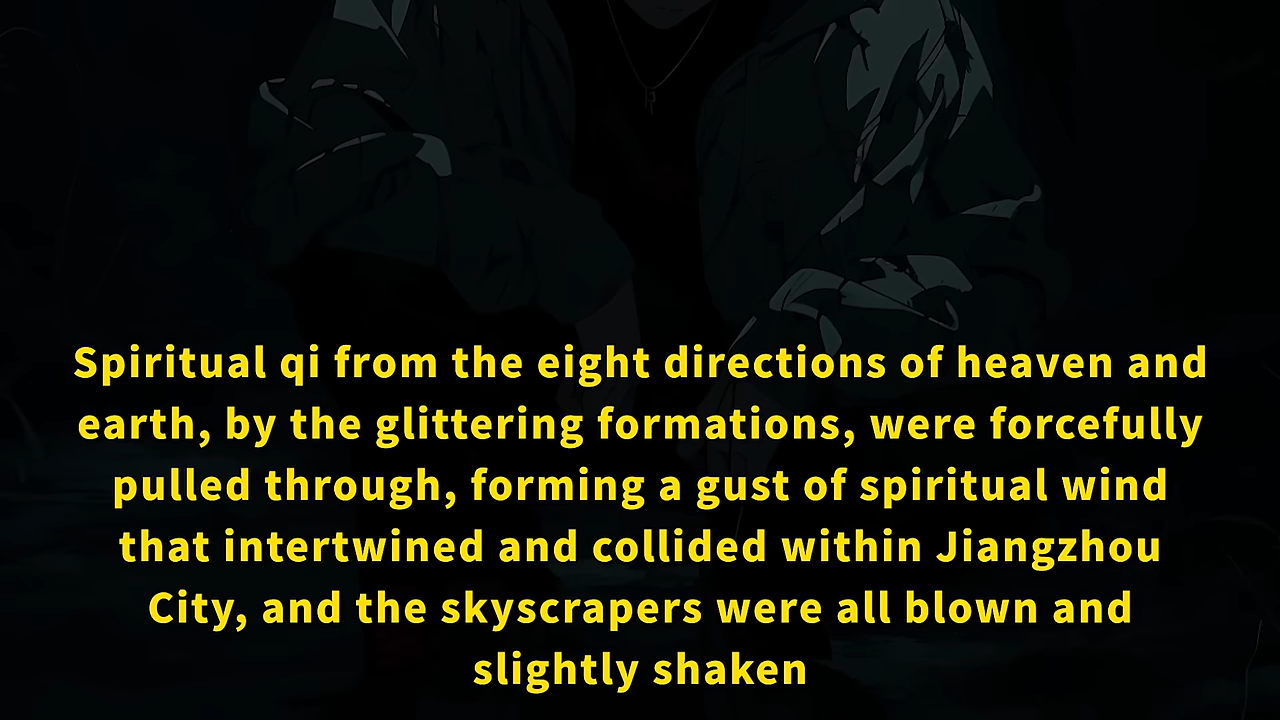 Spiritual qi from the eight directions of heaven and
earth, by the glittering formations, were forcefully
pulled through, forming a gust of spiritual wind
that intertwined and collided within Jiangzhou
City, and the skyscrapers were all blown and
slightly shaken